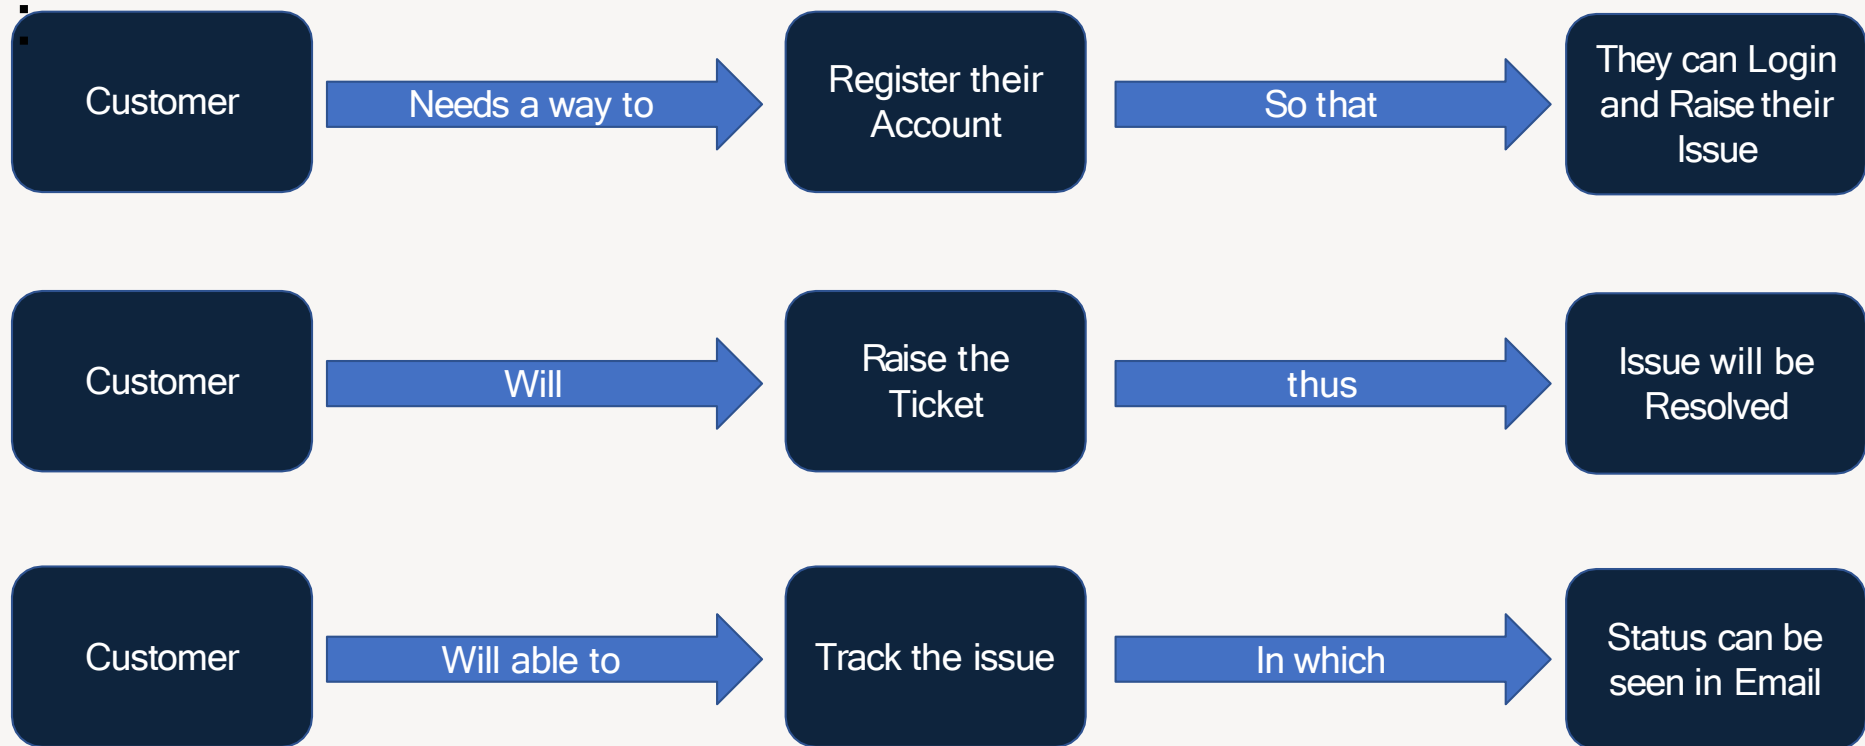 Customer
Needs a way to
Register their
Account
So that
They can Login
and Raise their
Issue
Customer
Will
Raise the
Ticket
thus
Issue will be
Resolved
Customer
Will able to
Track the issue
In which
Status can be
seen in Email